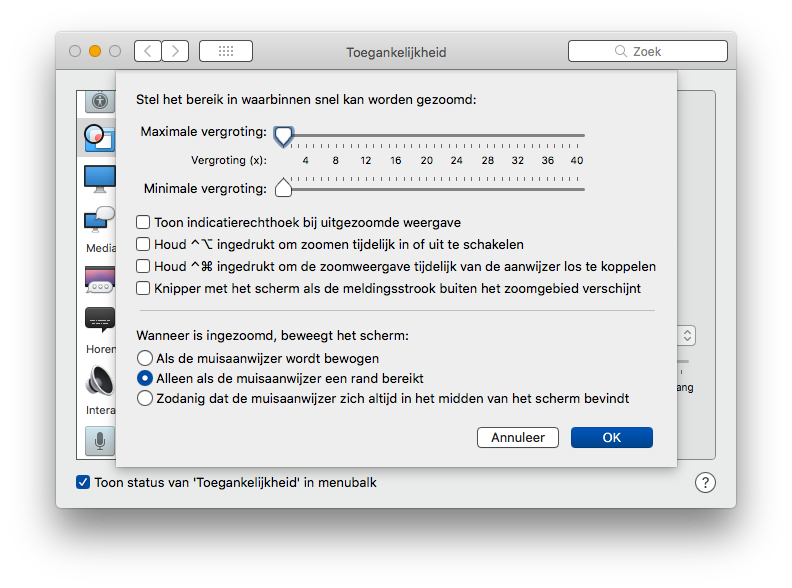 Toegankelijkheid
Zoek
Stel het bereik in waarbinnen snel kan worden gezoomd:
Maximale vergroting:
Vergroting (x): 4 8 12 16 20 24 28 32 36 40
Minimale vergroting:
Toon indicatierechthoek bij uitgezoomde weergave
Houd ^⌥ ingedrukt om zoomen tijdelijk in of uit te schakelen
Houd ^⌘ ingedrukt om de zoomweergave tijdelijk van de aanwijzer los te koppelen
Knipper met het scherm als de meldingsstrook buiten het zoomgebied verschijnt
Media
Horen
Intera
ang
Wanneer is ingezoomd, beweegt het scherm:
Als de muisaanwijzer wordt bewogen
Alleen als de muisaanwijzer een rand bereikt
Zodanig dat de muisaanwijzer zich altijd in het midden van het scherm bevindt
Annuleer OK
Toon status van 'Toegankelijkheid' in menubalk ?